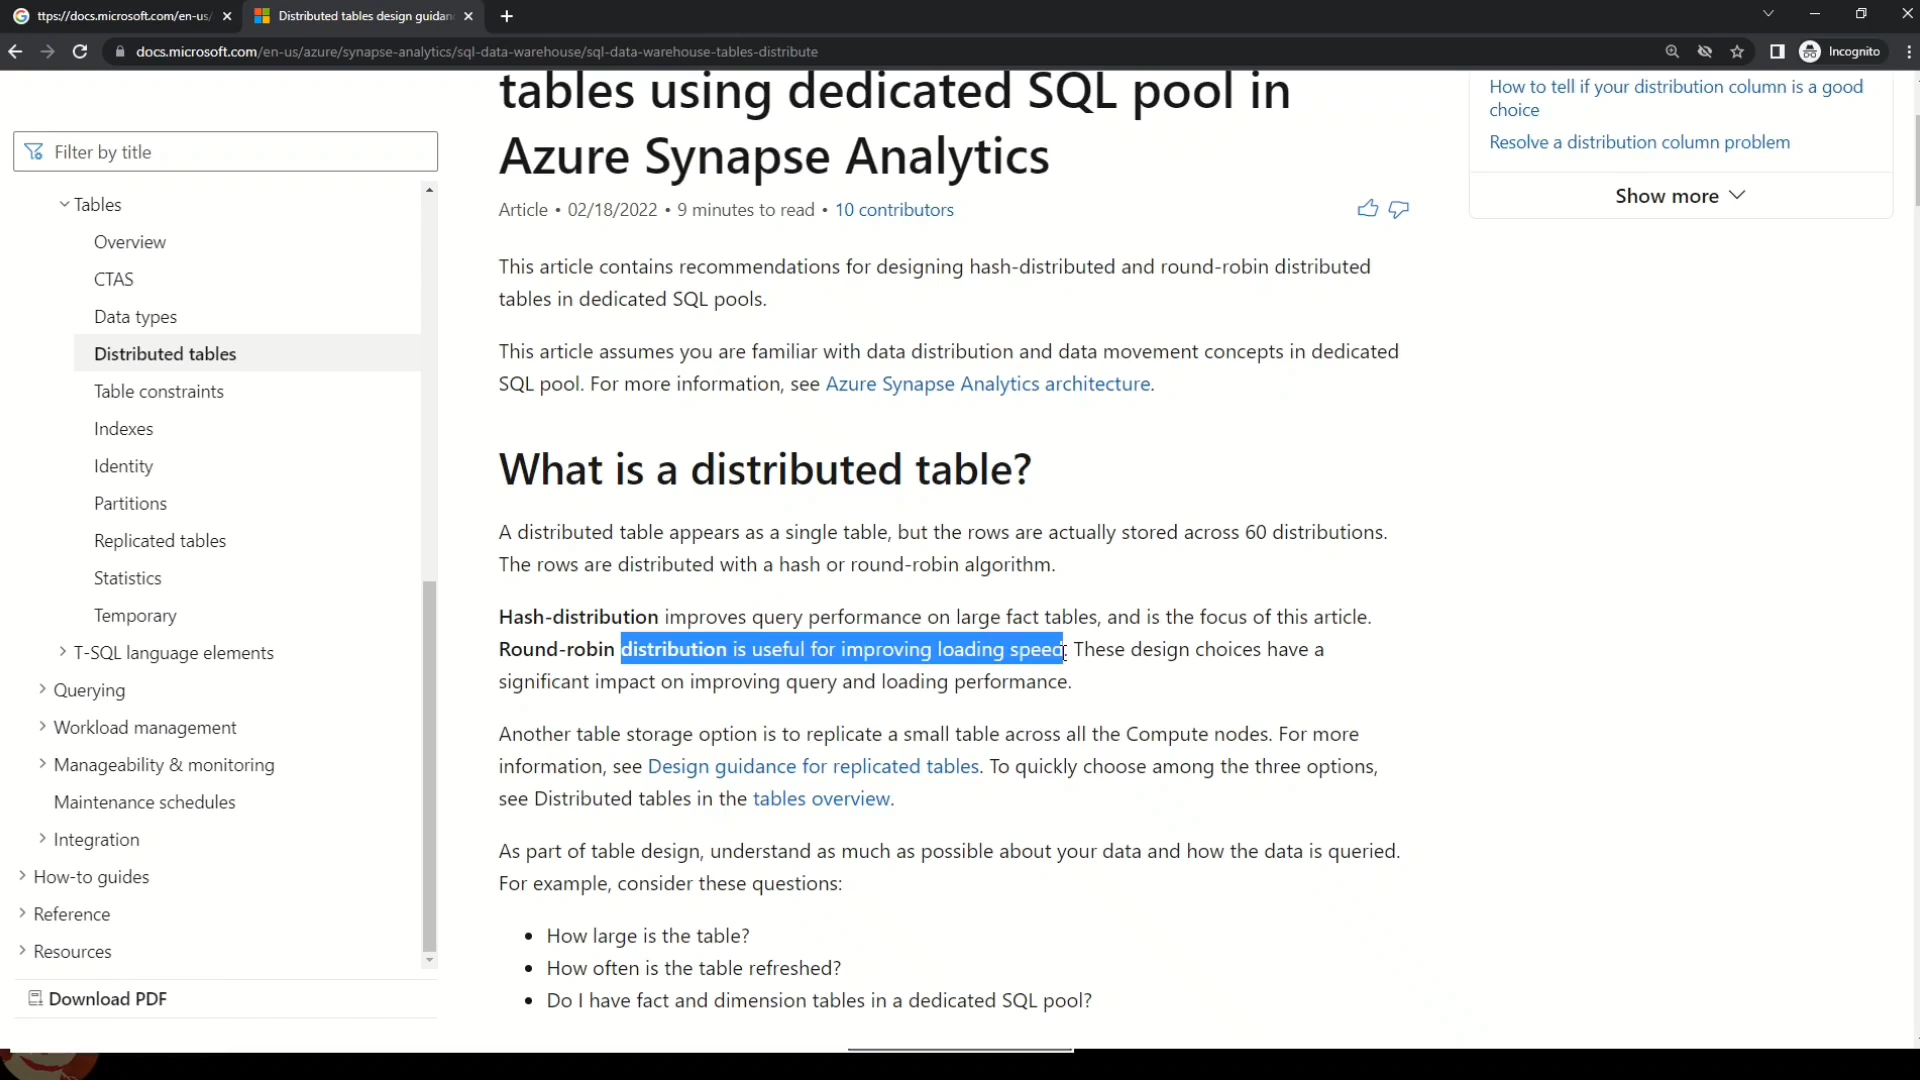 ttps://docs.microsoft.com/en-us/
Distributed tables design guidan
docs.microsoft.com/en-us/azure/synapse-analytics/sql-data-warehouse/sql-data-warehouse-tables-distribute
Incognito
Filter by title
Tables
Overview
CTAS
Data types
Distributed tables
Table constraints
Indexes
Identity
Partitions
Replicated tables
Statistics
Temporary
T-SQL language elements
Querying
Workload management
Manageability & monitoring
Maintenance schedules
Integration
How-to guides
Reference
Resources
Download PDF
tables using dedicated SQL pool in
Azure Synapse Analytics
Article • 02/18/2022 • 9 minutes to read • 10 contributors
This article contains recommendations for designing hash-distributed and round-robin distributed
tables in dedicated SQL pools.
This article assumes you are familiar with data distribution and data movement concepts in dedicated
SQL pool. For more information, see Azure Synapse Analytics architecture.
What is a distributed table?
A distributed table appears as a single table, but the rows are actually stored across 60 distributions.
The rows are distributed with a hash or round-robin algorithm.
Hash-distribution improves query performance on large fact tables, and is the focus of this article.
Round-robin distribution is useful for improving loading speed. These design choices have a
significant impact on improving query and loading performance.
Another table storage option is to replicate a small table across all the Compute nodes. For more
information, see Design guidance for replicated tables. To quickly choose among the three options,
see Distributed tables in the tables overview.
As part of table design, understand as much as possible about your data and how the data is queried.
For example, consider these questions:
• How large is the table?
• How often is the table refreshed?
• Do I have fact and dimension tables in a dedicated SQL pool?
How to tell if your distribution column is a good
choice
Resolve a distribution column problem
Show more